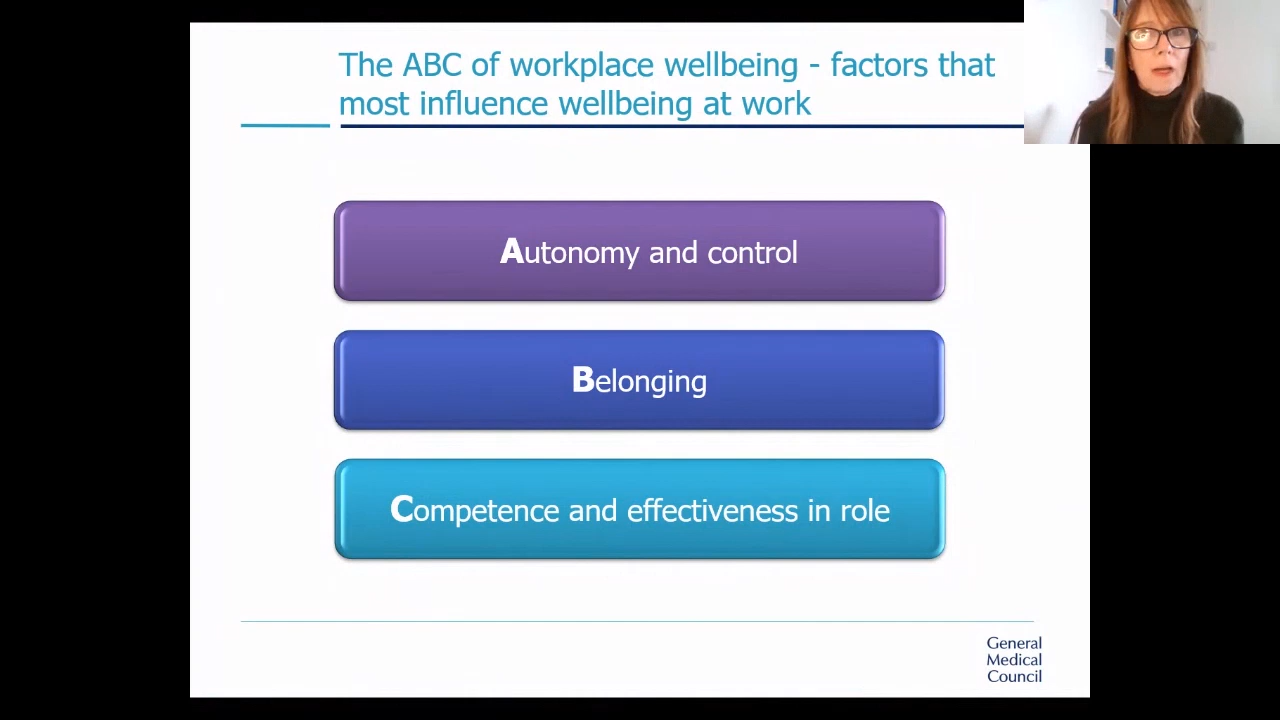 The ABC of workplace wellbeing - factors that
most influence wellbeing at work
Autonomy and control
Belonging
Competence and effectiveness in role
General
Medical
Council